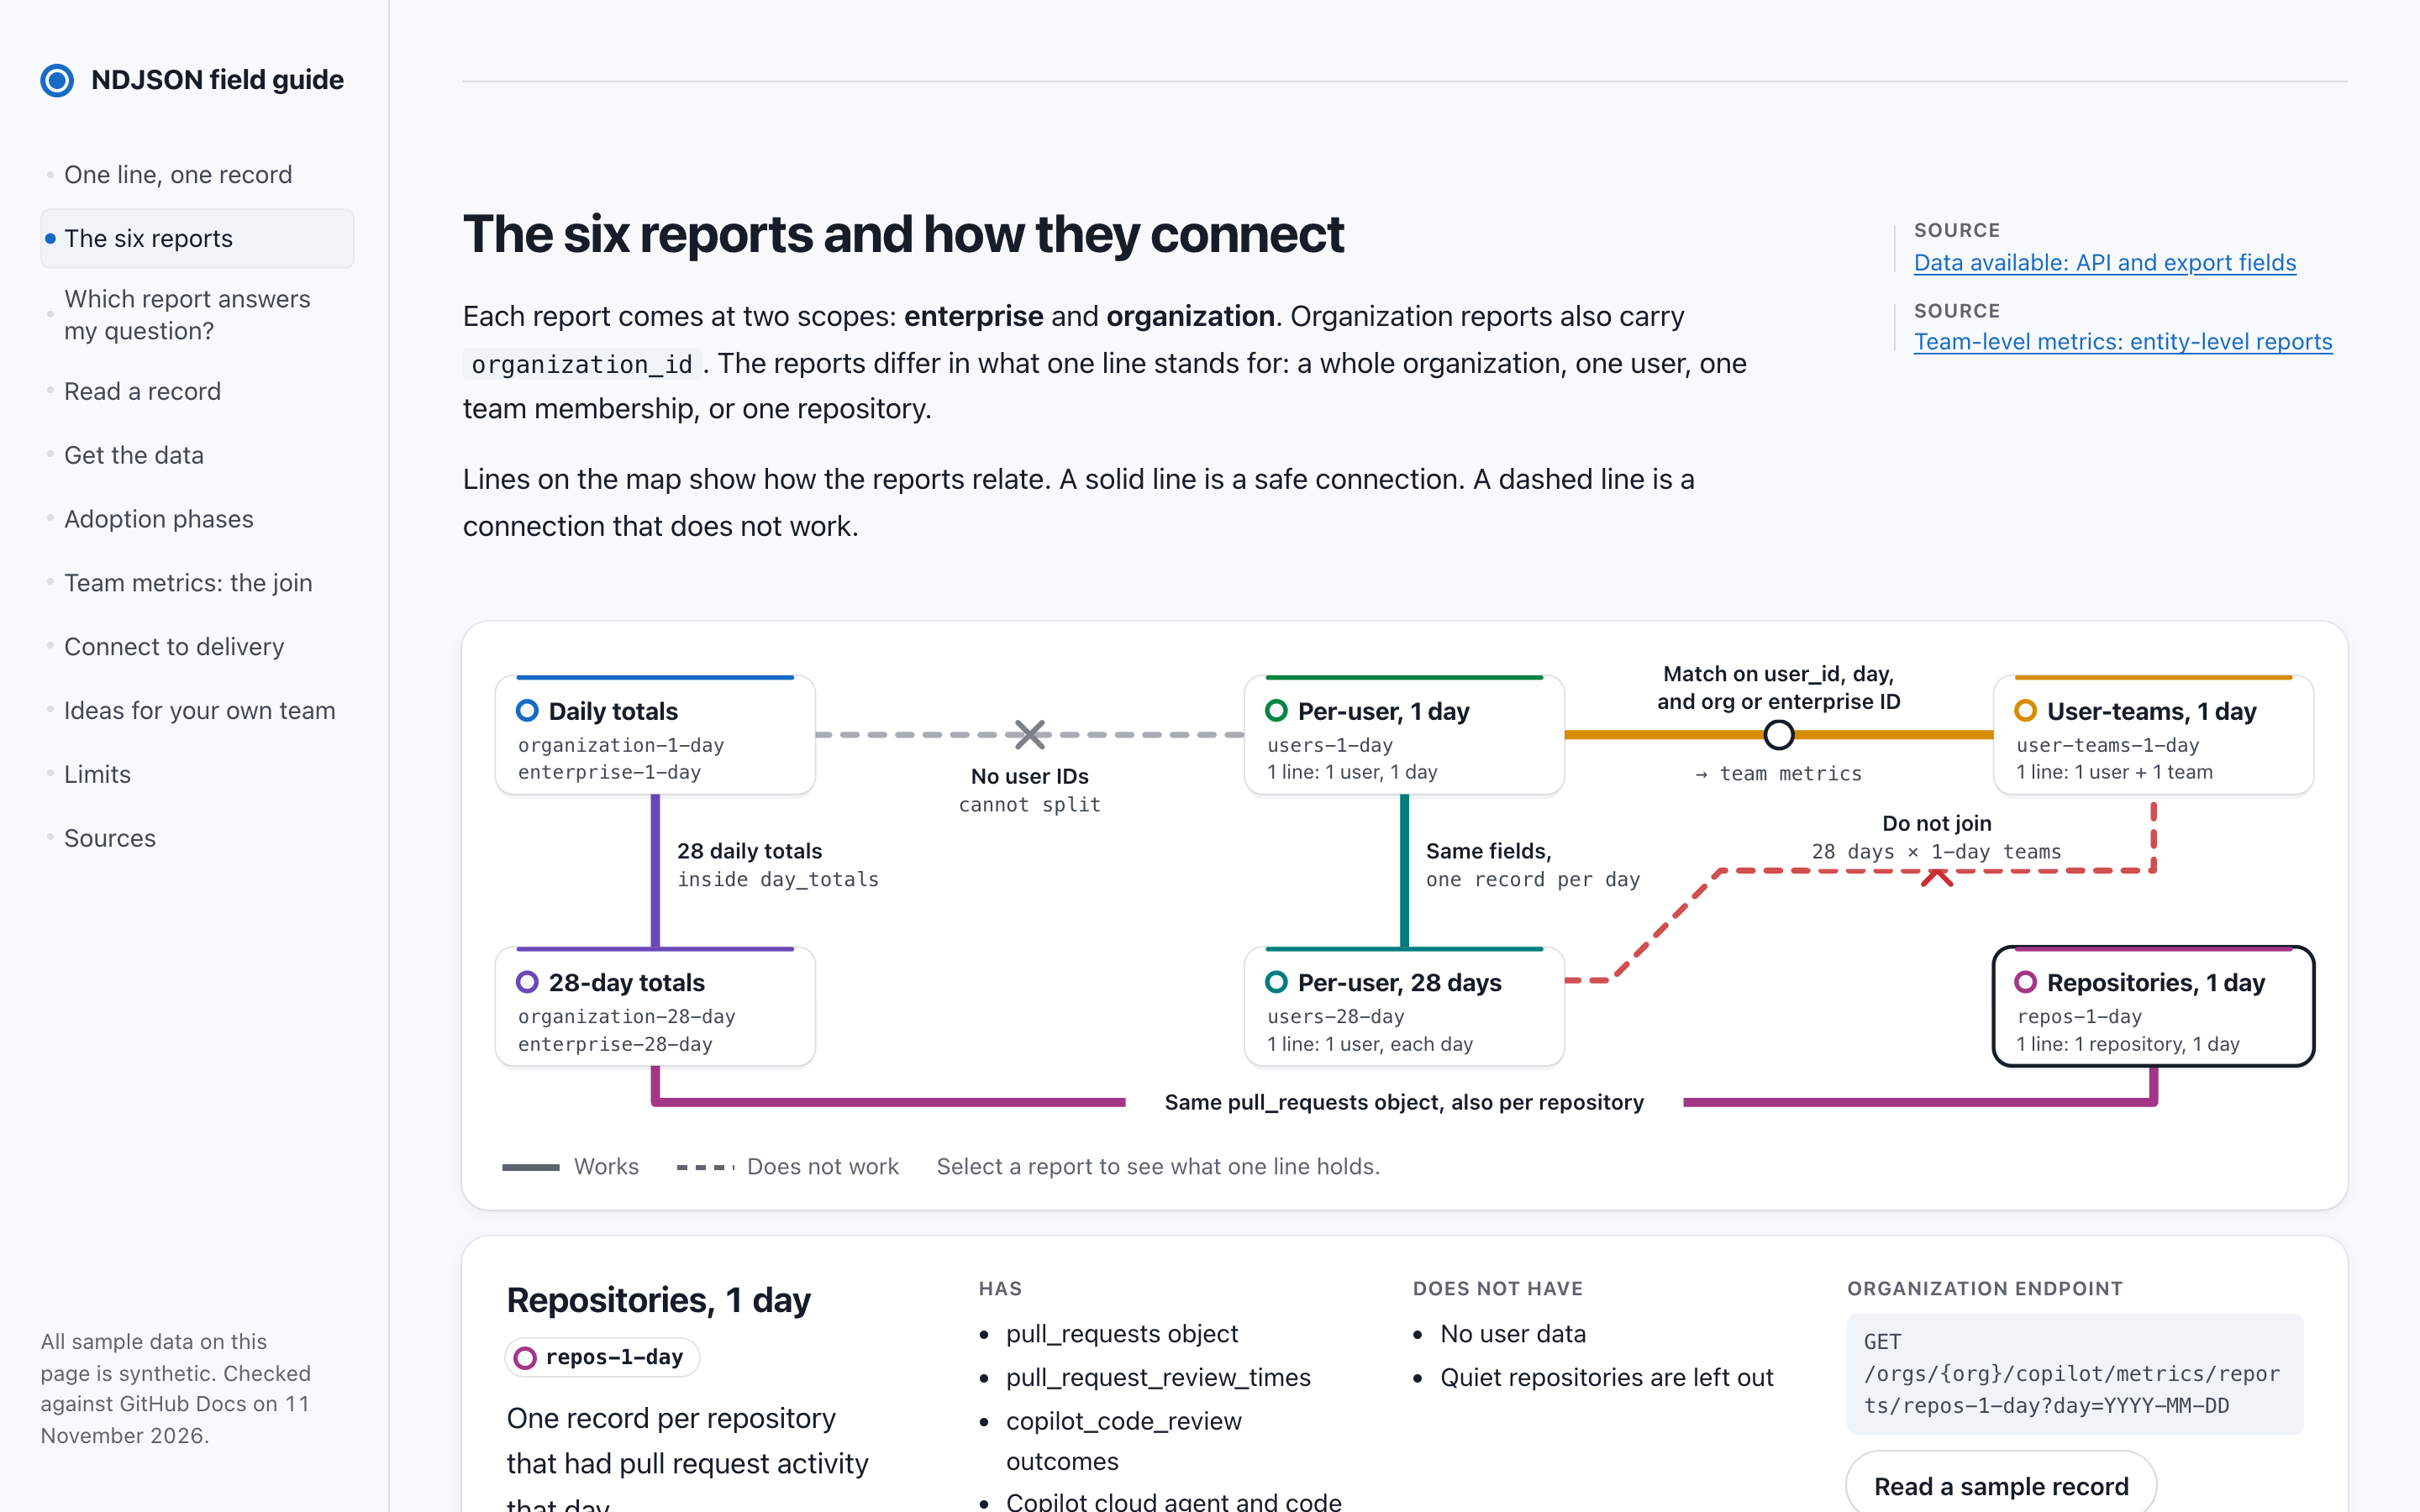 NDJSON field guide
One line, one record
The six reports
Which report answers
my question?
Read a record
Get the data
Adoption phases
Team metrics: the join
Connect to delivery
Ideas for your own team
Limits
Sources
All sample data on this
page is synthetic. Checked
against GitHub Docs on 11
November 2026.
The six reports and how they connect
Each report comes at two scopes: enterprise and organization. Organization reports also carry
organization_id. The reports differ in what one line stands for: a whole organization, one user, one
team membership, or one repository.
Lines on the map show how the reports relate. A solid line is a safe connection. A dashed line is a
connection that does not work.
SOURCE
Data available: API and export fields
SOURCE
Team-level metrics: entity-level reports
Daily totals
organization-1-day
enterprise-1-day
No user IDs
cannot split
Per-user, 1 day
users-1-day
1 line: 1 user, 1 day
Match on user_id, day,
and org or enterprise ID
→ team metrics
User-teams, 1 day
user-teams-1-day
1 line: 1 user + 1 team
28 daily totals
inside day_totals
Same fields,
one record per day
Do not join
28 days × 1-day teams
28-day totals
organization-28-day
enterprise-28-day
Per-user, 28 days
users-28-day
1 line: 1 user, each day
Repositories, 1 day
repos-1-day
1 line: 1 repository, 1 day
Same pull_requests object, also per repository
Works
Does not work
Select a report to see what one line holds.
Repositories, 1 day
repos-1-day
One record per repository
that had pull request activity
that day
HAS
• pull_requests object
• pull_request_review_times
• copilot_code_review
outcomes
• Copilot cloud agent and code
DOES NOT HAVE
• No user data
• Quiet repositories are left out
ORGANIZATION ENDPOINT
GET
/orgs/{org}/copilot/metrics/repor
ts/repos-1-day?day=YYYY-MM-DD
Read a sample record